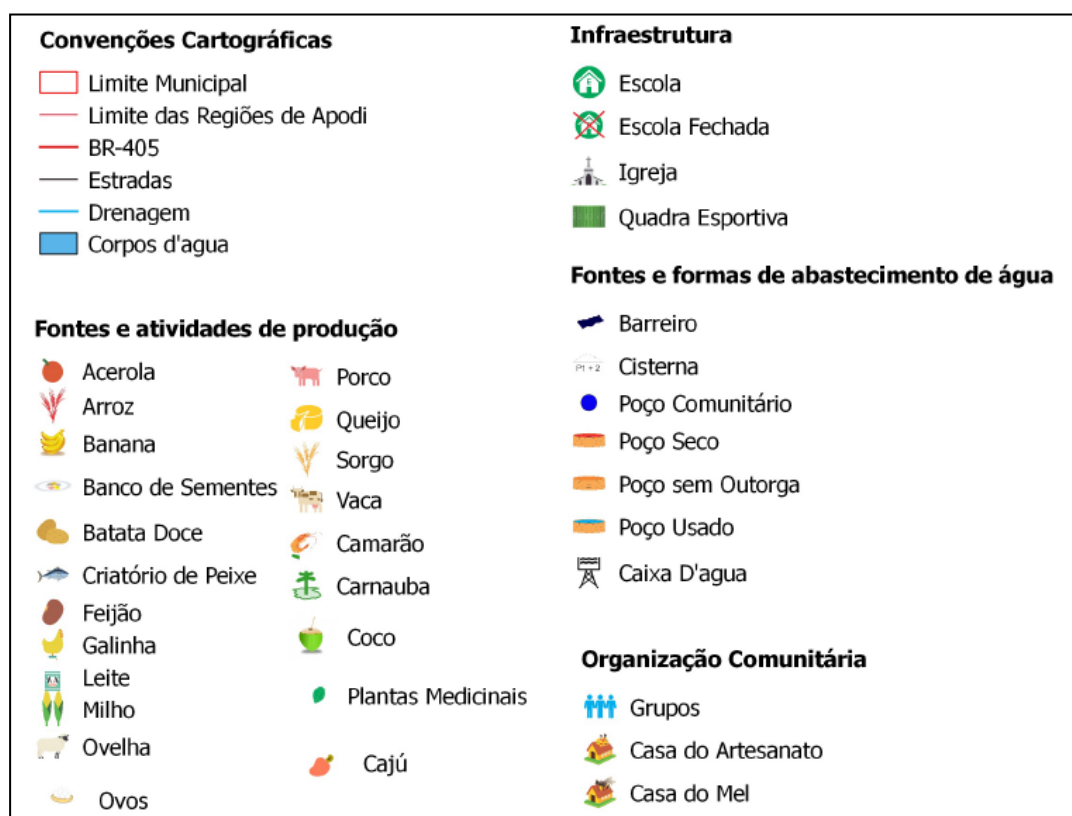 Convenções Cartográficas
Limite Municipal
Limite das Regiões de Apodi
BR-405
Estradas
Drenagem
Corpos d'agua
Fontes e atividades de produção
Acerola
Arroz
Banana
Banco de Sementes
Batata Doce
Criatório de Peixe
Feijão
Galinha
Leite
Milho
Ovelha
Ovos
Porco
Queijo
Sorgo
Vaca
Camarão
Carnauba
Coco
Plantas Medicinais
Cajú
Infraestrutura
Escola
Escola Fechada
Igreja
Quadra Esportiva
Fontes e formas de abastecimento de água
Barreiro
P1 + 2 Cisterna
Poço Comunitário
Poço Seco
Poço sem Outorga
Poço Usado
Caixa D'agua
Organização Comunitária
Grupos
Casa do Artesanato
Casa do Mel